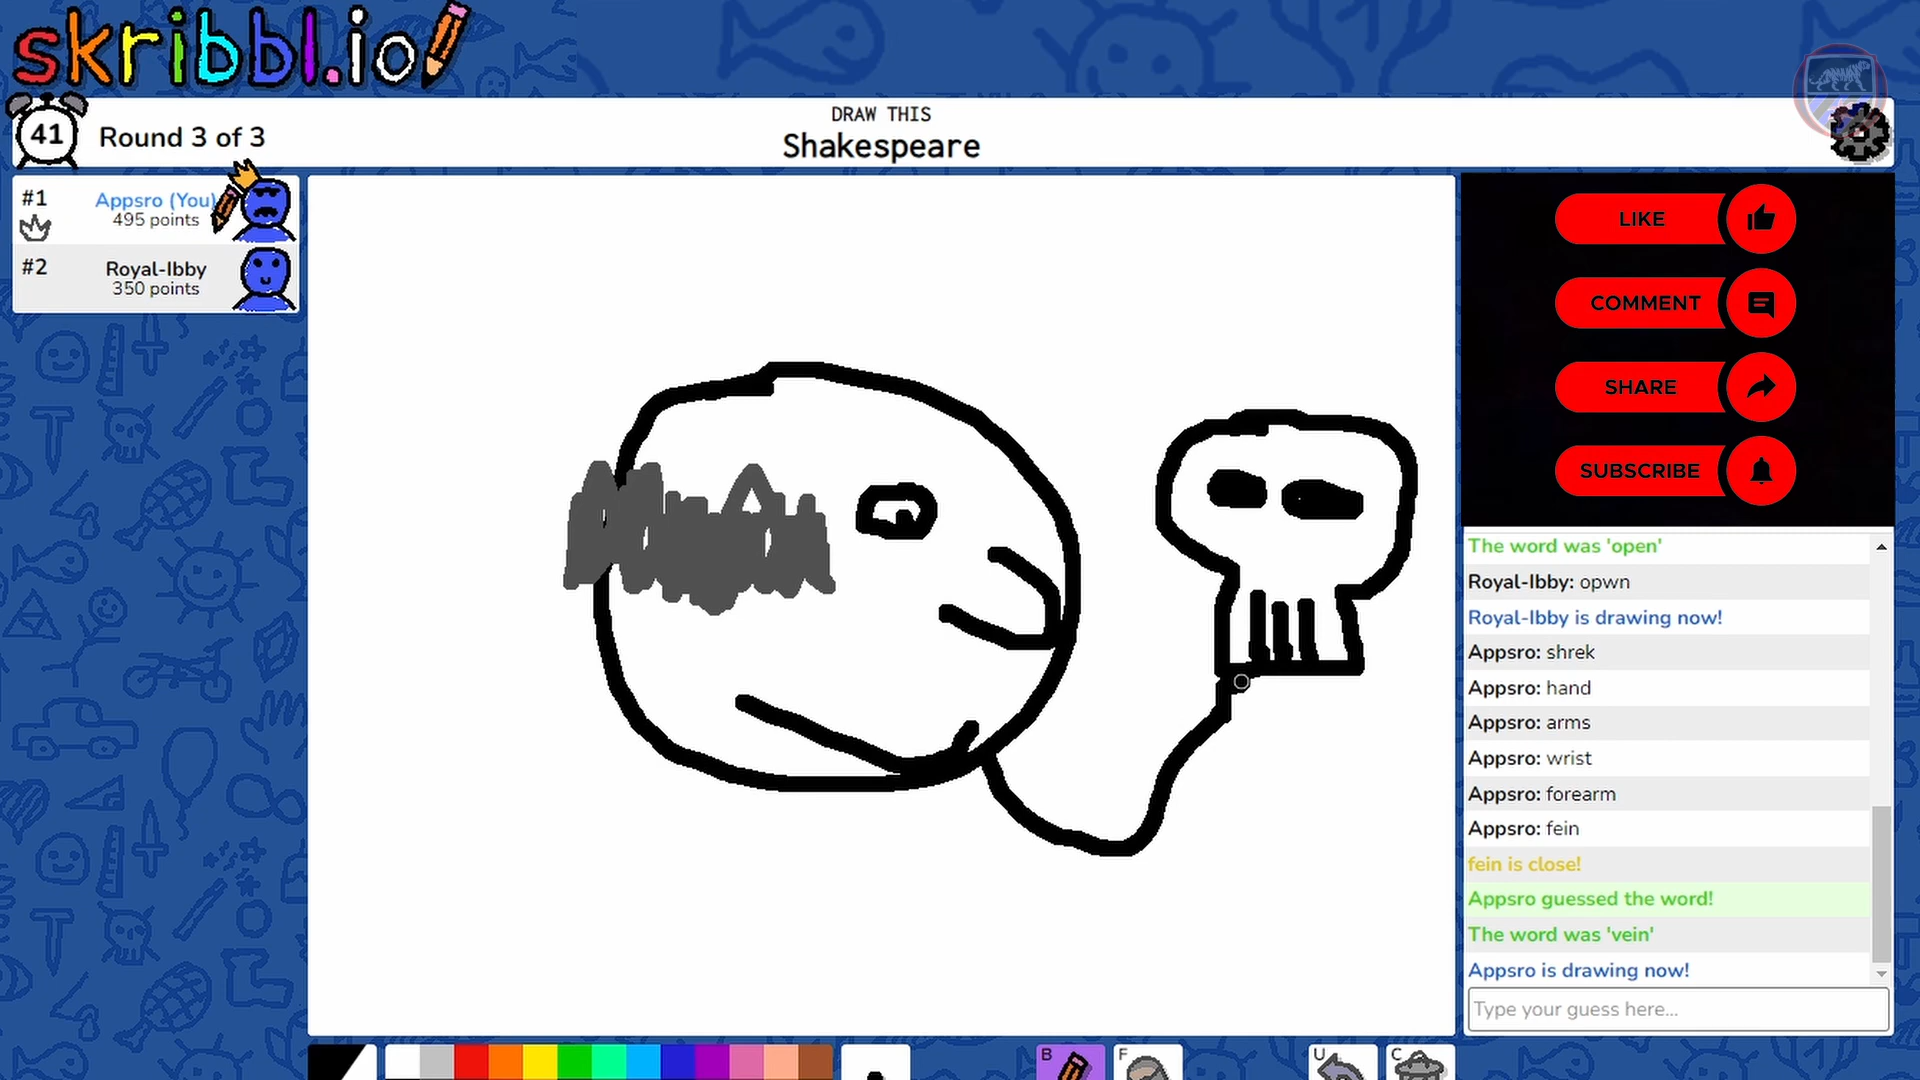 skribbl.io
41
Round 3 of 3
DRAW THIS
Shakespeare
#1
Appsro (You)
495 points
#2
Royal-Ibby
350 points
LIKE
COMMENT
SHARE
SUBSCRIBE
The word was 'open'
Royal-Ibby: opwn
Royal-Ibby is drawing now!
Appsro: shrek
Appsro: hand
Appsro: arms
Appsro: wrist
Appsro: forearm
Appsro: fein
fein is close!
Appsro guessed the word!
The word was 'vein'
Appsro is drawing now!
Type your guess here...
B
F
U
C